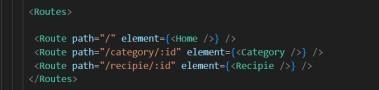 <Routes>
<Route path="/" element={<Home />} />
<Route path="/category/:id" element={<Category />} />
<Route path="/recipie/:id" element={<Recipie />} />
</Routes>